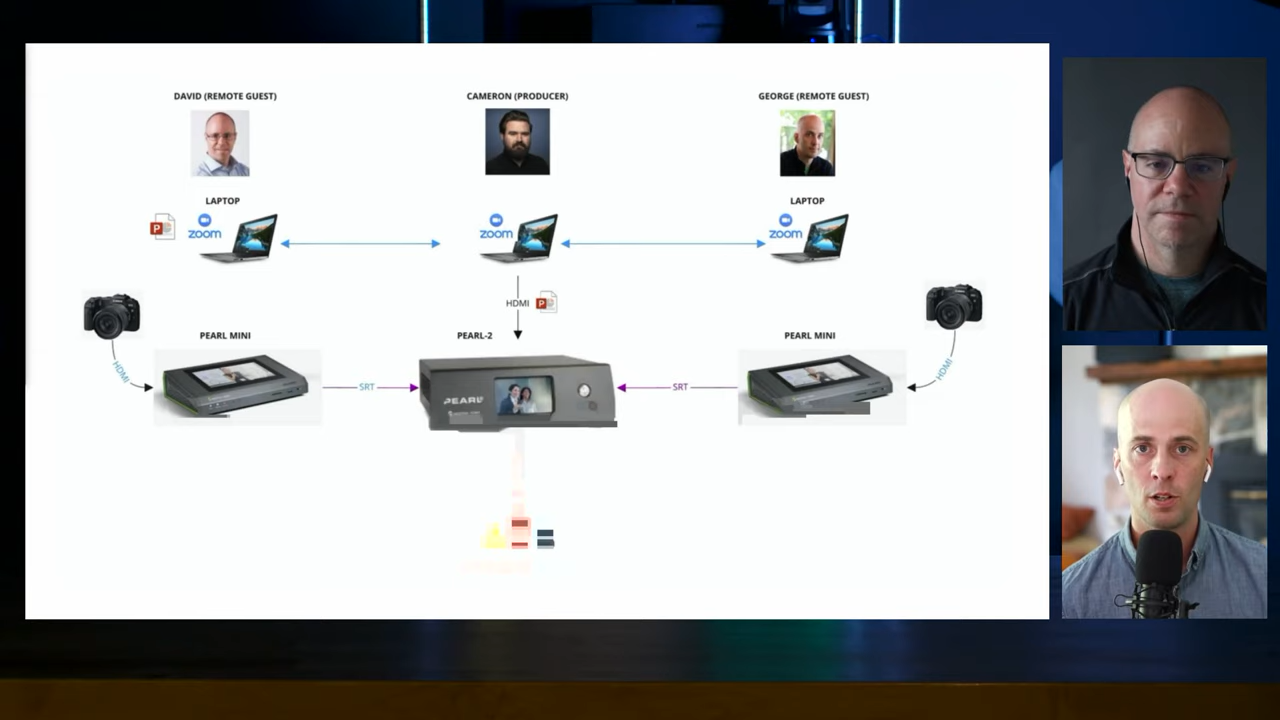 DAVID (REMOTE GUEST)
CAMERON (PRODUCER)
GEORGE (REMOTE GUEST)
LAPTOP
LAPTOP
P
zoom
zoom
zoom
HDMI
P
HDMI
PEARL MINI
PEARL-2
PEARL MINI
HDMI
SRT
SRT
PEARL